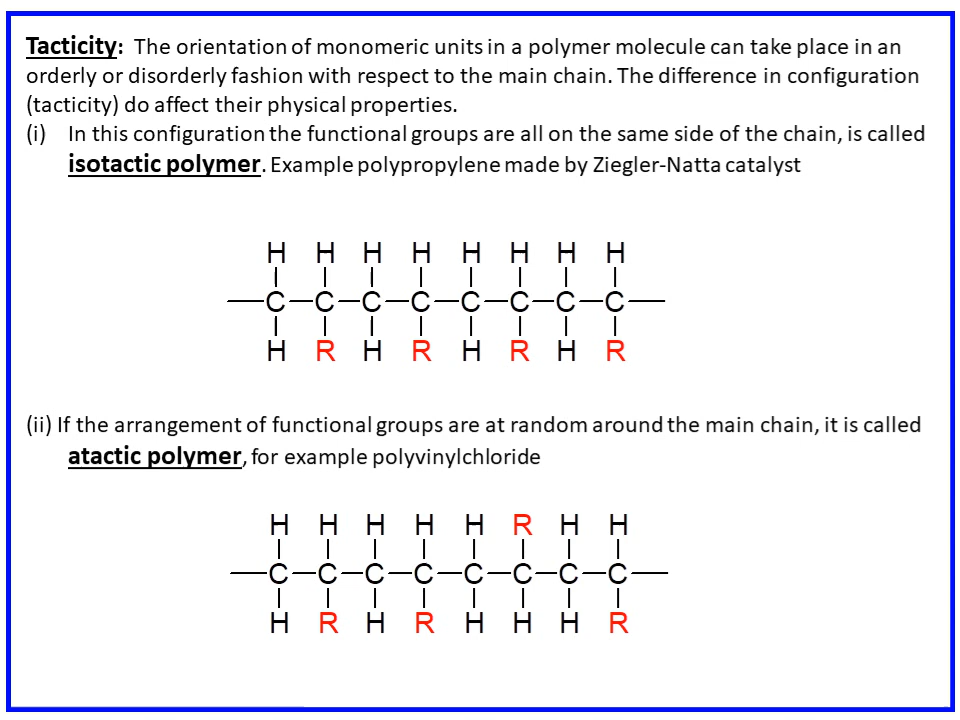 Tacticity: The orientation of monomeric units in a polymer molecule can take place in an
orderly or disorderly fashion with respect to the main chain. The difference in configuration
(tacticity) do affect their physical properties.
(i) In this configuration the functional groups are all on the same side of the chain, is called
isotactic polymer. Example polypropylene made by Ziegler-Natta catalyst
H H H H H H H H
C C C C C C C C
H R H R H R H R
(ii) If the arrangement of functional groups are at random around the main chain, it is called
atactic polymer, for example polyvinylchloride
H H H H H R H H
C C C C C C C C
H R H R H H H R